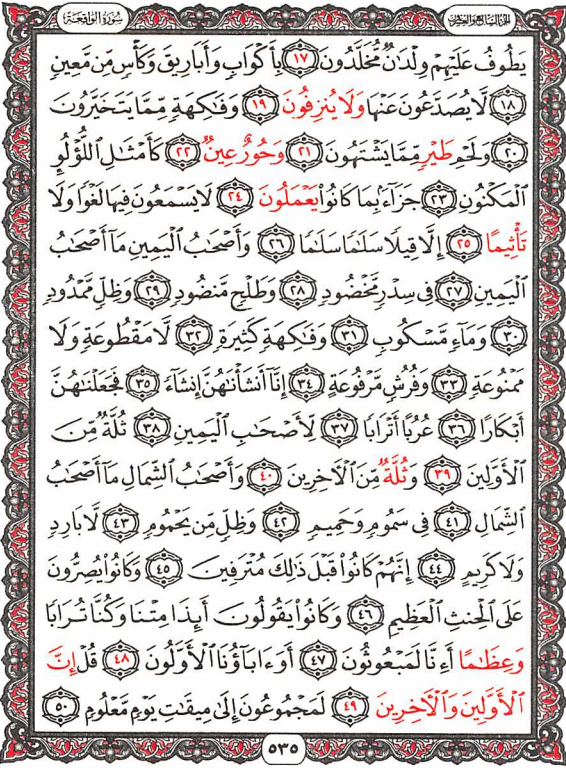 الجزء السابع والعشرون
سُورَةُ الوَاقِعَة
يَطُوفُ عَلَيْهِمْ وِلْدَٰنٌ مُّخَلَّدُونَ ١٧ بِأَكْوَابٍ وَأَبَارِيقَ وَكَأْسٍ مِّن مَّعِينٍ
١٨ لَّا يُصَدَّعُونَ عَنْهَا وَلَا يُنزِفُونَ ١٩ وَفَٰكِهَةٍ مِّمَّا يَتَخَيَّرُونَ
٢٠ وَلَحْمِ طَيْرٍ مِّمَّا يَشْتَهُونَ ٢١ وَحُورٌ عِينٌ ٢٢ كَأَمْثَٰلِ ٱللُّؤْلُوِٕ
ٱلْمَكْنُونِ ٢٣ جَزَآءًۢ بِمَا كَانُوا۟ يَعْمَلُونَ ٢٤ لَا يَسْمَعُونَ فِيهَا لَغْوًا وَلَا
تَأْثِيمًا ٢٥ إِلَّا قِيلًا سَلَٰمًا سَلَٰمًا ٢٦ وَأَصْحَٰبُ ٱلْيَمِينِ مَآ أَصْحَٰبُ
ٱلْيَمِينِ ٢٧ فِى سِدْرٍ مَّخْضُودٍ ٢٨ وَطَلْحٍ مَّنضُودٍ ٢٩ وَظِلٍّ مَّمْدُودٍ
٣٠ وَمَآءٍ مَّسْكُوبٍ ٣١ وَفَٰكِهَةٍ كَثِيرَةٍ ٣٢ لَّا مَقْطُوعَةٍ وَلَا
مَمْنُوعَةٍ ٣٣ وَفُرُشٍ مَّرْفُوعَةٍ ٣٤ إِنَّآ أَنشَأْنَٰهُنَّ إِنشَآءً ٣٥ فَجَعَلْنَٰهُنَّ
أَبْكَارًا ٣٦ عُرُبًا أَتْرَابًا ٣٧ لِّأَصْحَٰبِ ٱلْيَمِينِ ٣٨ ثُلَّةٌ مِّنَ
ٱلْأَوَّلِينَ ٣٩ وَثُلَّةٌ مِّنَ ٱلْءَاخِرِينَ ٤٠ وَأَصْحَٰبُ ٱلشِّمَالِ مَآ أَصْحَٰبُ
ٱلشِّمَالِ ٤١ فِى سَمُومٍ وَحَمِيمٍ ٤٢ وَظِلٍّ مِّن يَحْمُومٍ ٤٣ لَّا بَارِدٍ
وَلَا كَرِيمٍ ٤٤ إِنَّهُمْ كَانُوا۟ قَبْلَ ذَٰلِكَ مُتْرَفِينَ ٤٥ وَكَانُوا۟ يُصِرُّونَ
عَلَى ٱلْحِنثِ ٱلْعَظِيمِ ٤٦ وَكَانُوا۟ يَقُولُونَ أَئِذَا مِتْنَا وَكُنَّا تُرَابًا
وَعِظَٰمًا أَءِنَّا لَمَبْعُوثُونَ ٤٧ أَوَءَابَآؤُنَا ٱلْأَوَّلُونَ ٤٨ قُلْ إِنَّ
ٱلْأَوَّلِينَ وَٱلْءَاخِرِينَ ٤٩ لَمَجْمُوعُونَ إِلَىٰ مِيقَٰتِ يَوْمٍ مَّعْلُومٍ ٥٠
٥٣٥